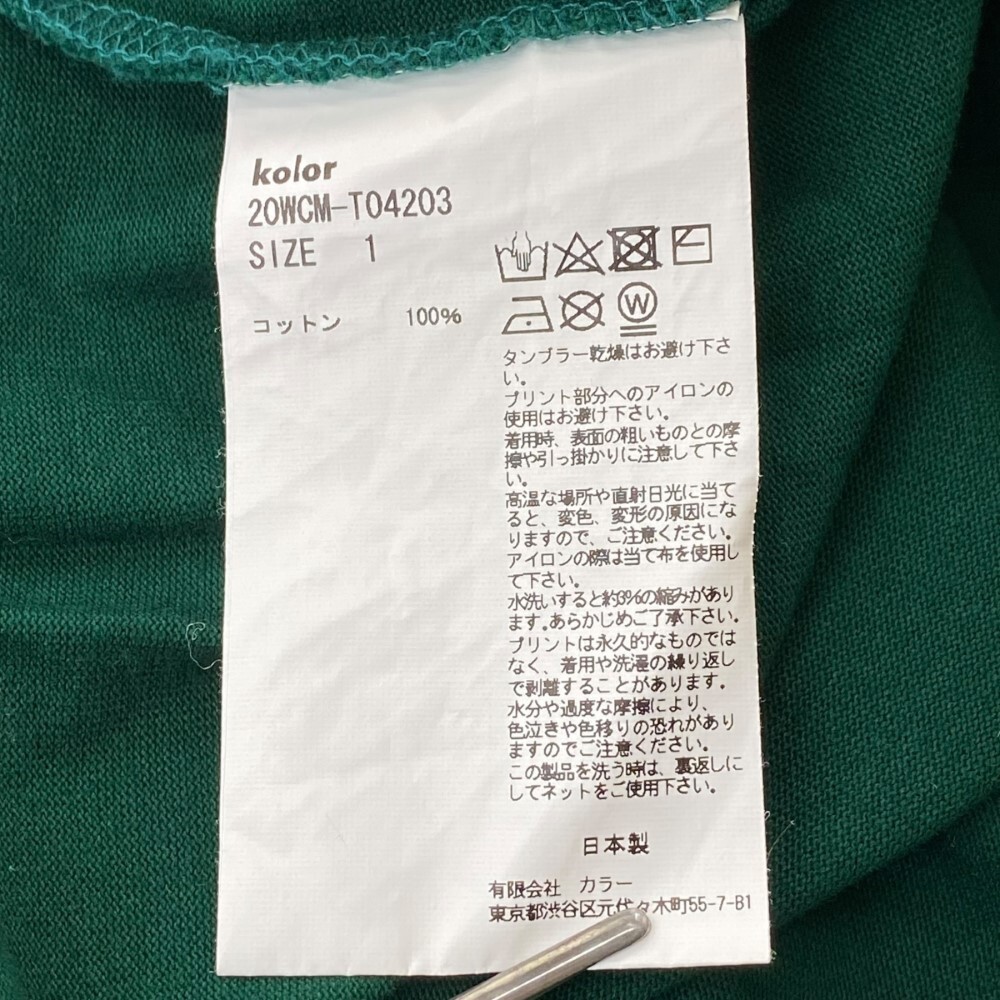 kolor
20WCM-T04203
SIZE 1
コットン 100%
W
タンブラー乾燥はお避け下さ
い。
プリント部分へのアイロンの
使用はお避け下さい。
着用時、表面の粗いものとの摩
擦や引っ掛かりに注意して下さ
い。
高温な場所や直射日光に当て
ると、変色、変形の原因にな
りますので、ご注意ください。
アイロンの際は当て布を使用し
て下さい。
水洗いすると約3%の縮みがあり
ます。あらかじめご了承下さい。
プリントは永久的なものでは
なく、着用や洗濯の繰り返し
で剥離することがあります。
水分や過度な摩擦により、
色泣きや色移りの恐れがあり
ますのでご注意ください。
この製品を洗う時は、裏返しに
してネットをご使用下さい。
日本製
有限会社 カラー
東京都渋谷区元代々木町55-7-B1